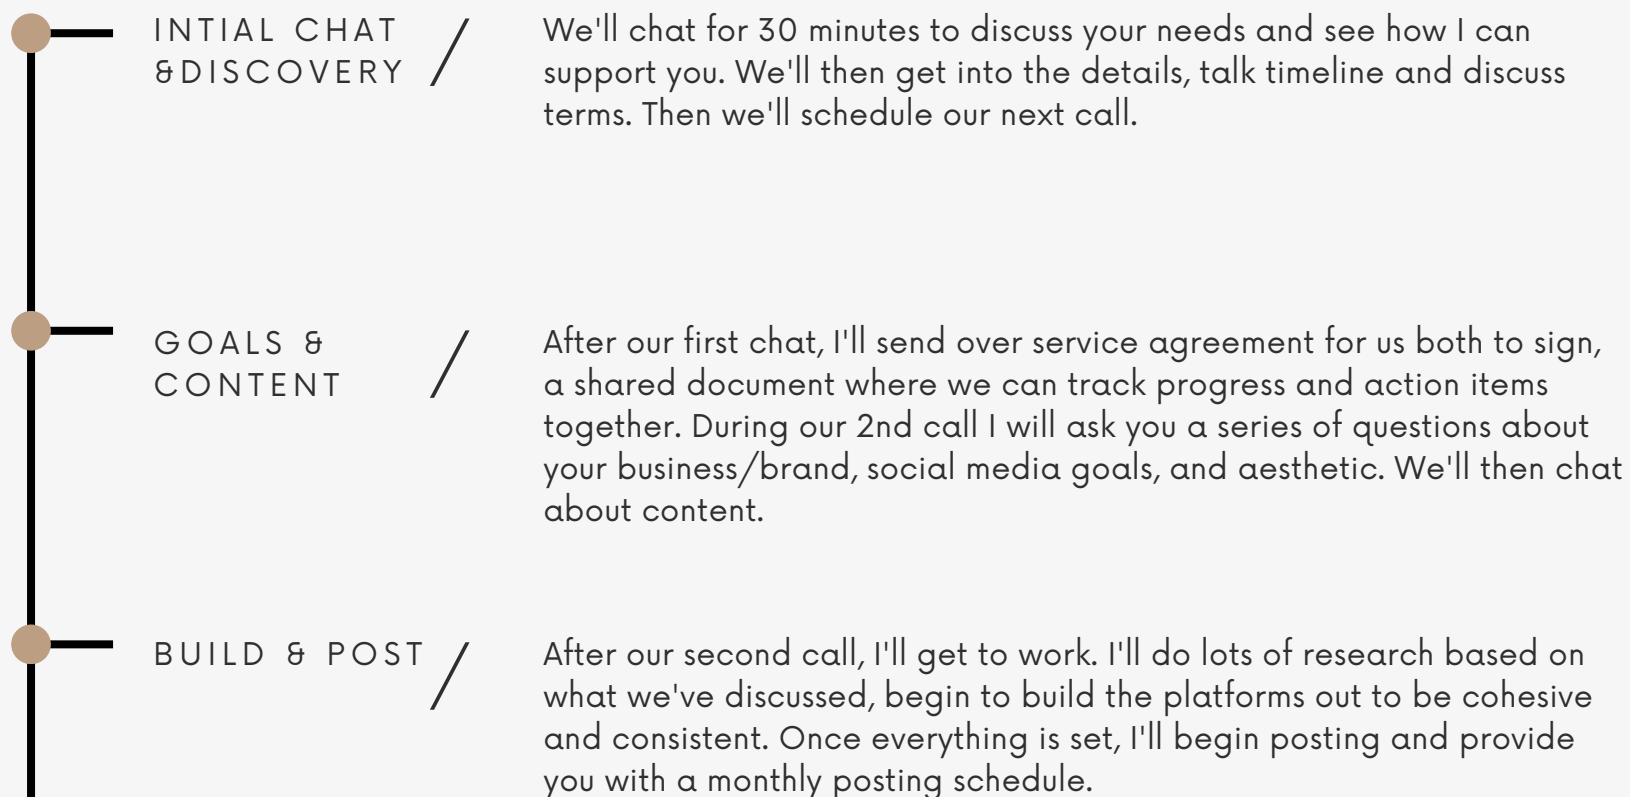 INTIAL CHAT
&DISCOVERY
/
We'll chat for 30 minutes to discuss your needs and see how I can
support you. We'll then get into the details, talk timeline and discuss
terms. Then we'll schedule our next call.
GOALS &
CONTENT
/
After our first chat, I'll send over service agreement for us both to sign,
a shared document where we can track progress and action items
together. During our 2nd call I will ask you a series of questions about
your business/brand, social media goals, and aesthetic. We'll then chat
about content.
BUILD & POST
/
After our second call, I'll get to work. I'll do lots of research based on
what we've discussed, begin to build the platforms out to be cohesive
and consistent. Once everything is set, I'll begin posting and provide
you with a monthly posting schedule.